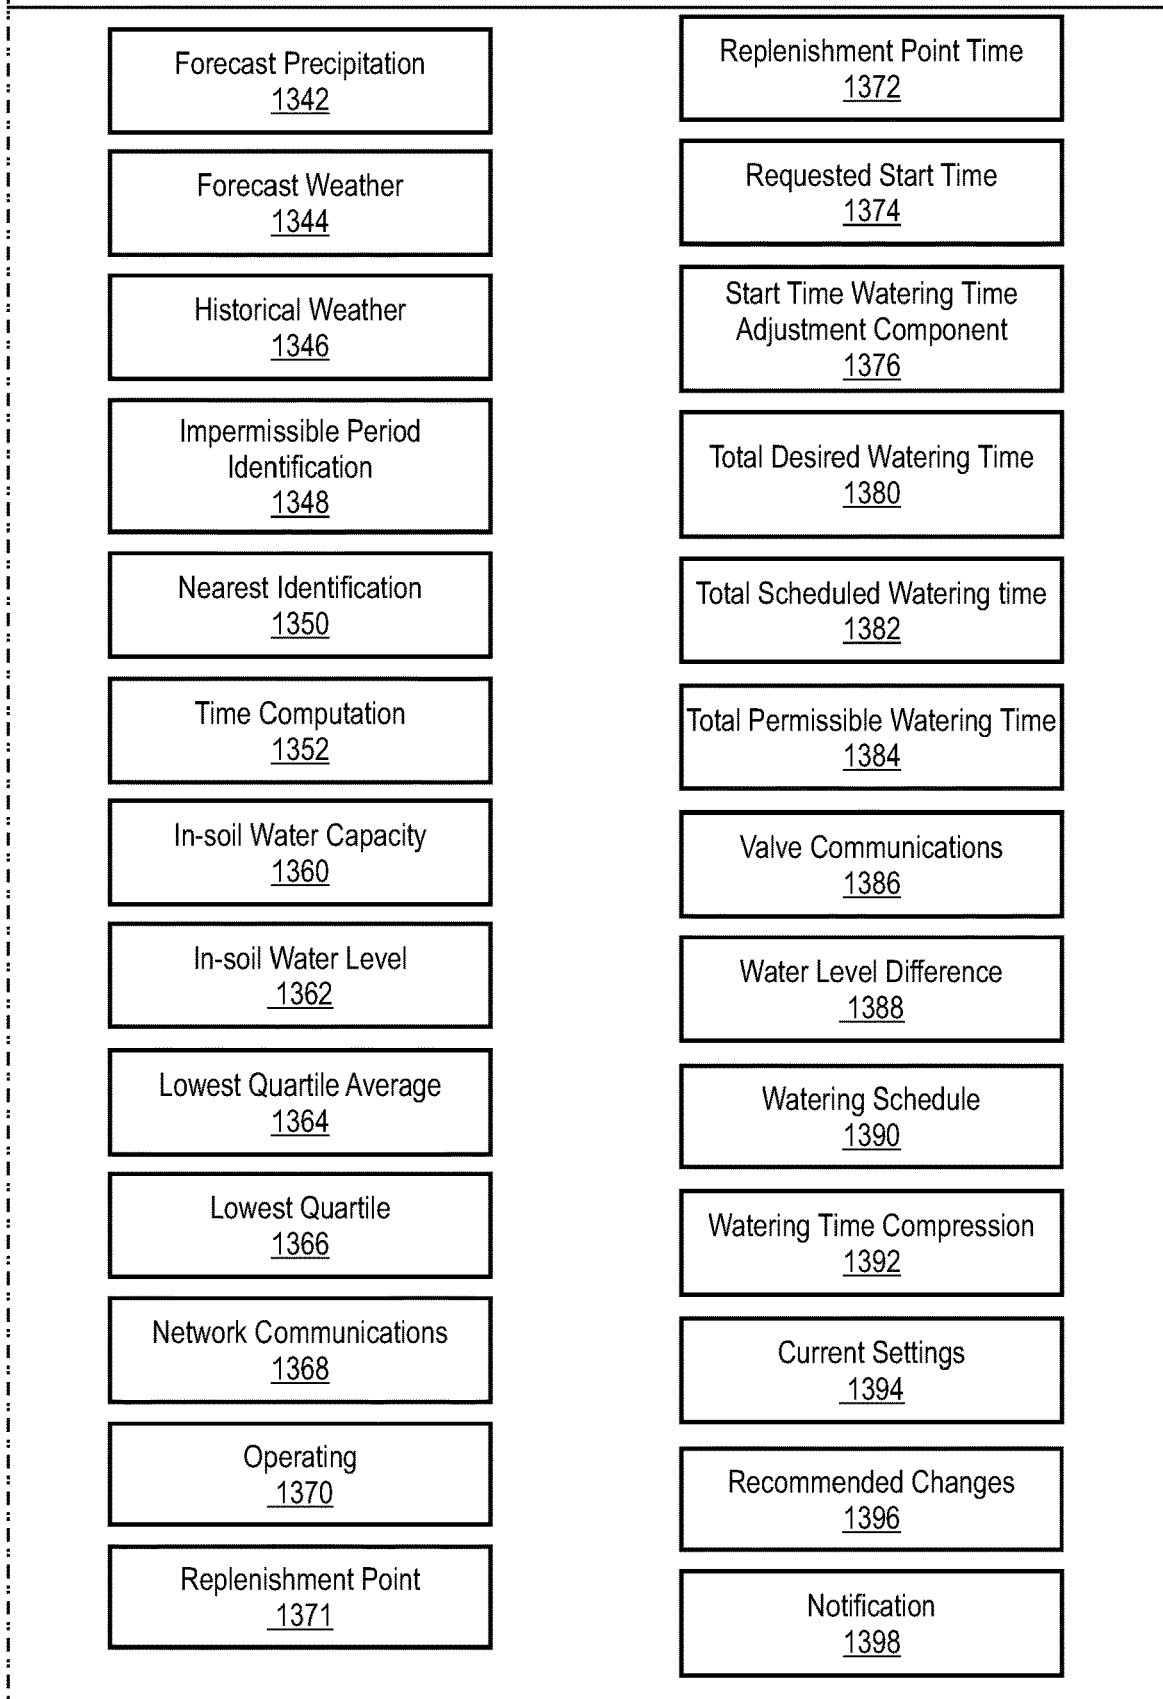 Forecast Precipitation
1342
Forecast Weather
1344
Historical Weather
1346
Impermissible Period
Identification
1348
Nearest Identification
1350
Time Computation
1352
In-soil Water Capacity
1360
In-soil Water Level
1362
Lowest Quartile Average
1364
Lowest Quartile
1366
Network Communications
1368
Operating
1370
Replenishment Point
1371
Replenishment Point Time
1372
Requested Start Time
1374
Start Time Watering Time
Adjustment Component
1376
Total Desired Watering Time
1380
Total Scheduled Watering time
1382
Total Permissible Watering Time
1384
Valve Communications
1386
Water Level Difference
1388
Watering Schedule
1390
Watering Time Compression
1392
Current Settings
1394
Recommended Changes
1396
Notification
1398